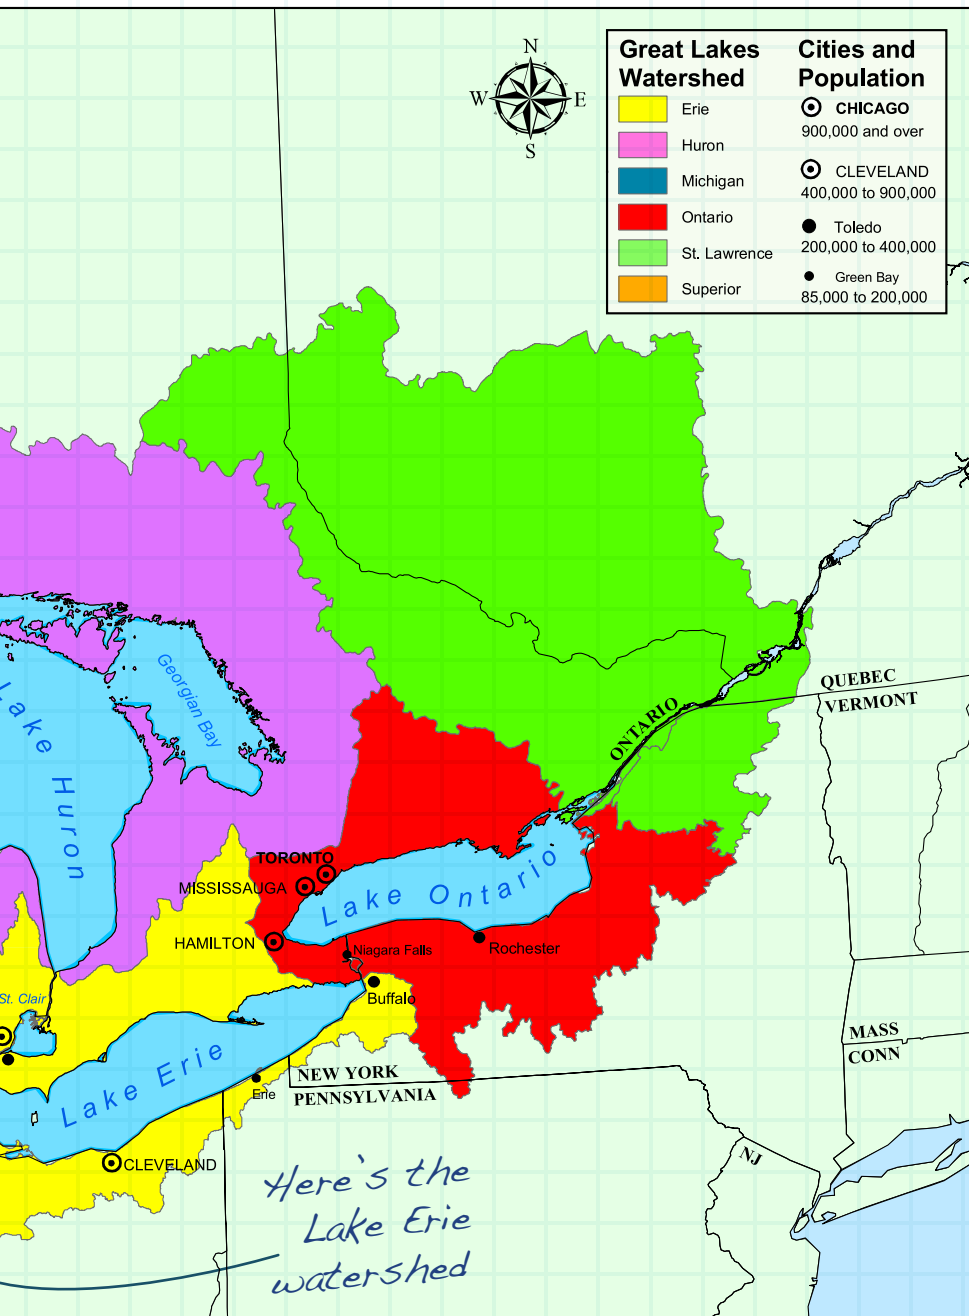 N
W
E
S
Great Lakes
Watershed
Erie
Huron
Michigan
Ontario
St. Lawrence
Superior
Cities and
Population
CHICAGO
900,000 and over
CLEVELAND
400,000 to 900,000
Toledo
200,000 to 400,000
Green Bay
85,000 to 200,000
Georgian Bay
Lake Huron
QUEBEC
VERMONT
ONTARIO
TORONTO
MISSISSAUGA
Lake Ontario
HAMILTON
Niagara Falls
Rochester
Buffalo
St. Clair
Lake Erie
MASS
CONN
NEW YORK
PENNSYLVANIA
Erie
CLEVELAND
NJ
Here's the
Lake Erie
watershed